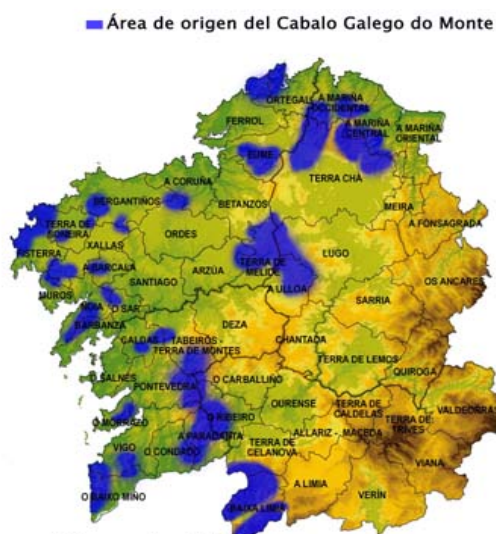 Área de origen del Cabalo Galego do Monte
ORTEGAL
A MARIÑA OCCIDENTAL
FERROL
A MARIÑA CENTRAL
A MARIÑA ORIENTAL
EUME
TERRA CHÁ
A CORUÑA
BERGANTIÑOS
BETANZOS
MEIRA
A FONSAGRADA
TERRA DE SONEIRA
ORDES
XALLAS
FISTERRA
LUGO
TERRA DE MELIDE
OS ANCARES
A BARCALA
ARZÚA
SANTIAGO
MUROS
A ULLOA
SARRIA
NOIA
O SAR
BARBANZA
DEZA
CHANTADA
CALDAS
TABEIRÓS - TERRA DE MONTES
TERRA DE LEMOS
QUIROGA
O SALNÉS
PONTEVEDRA
O CARBALLIÑO
OURENSE
TERRA DE CALDELAS
VALDEORRAS
O MORRAZO
O RIBEIRO
TERRA DE TRIVES
A PARADANTA
ALLARIZ - MACEDA
VIGO
O CONDADO
TERRA DE CELANOVA
VIANA
A LIMIA
O BAIXO MIÑO
BAIXA LIMIA
VERÍN